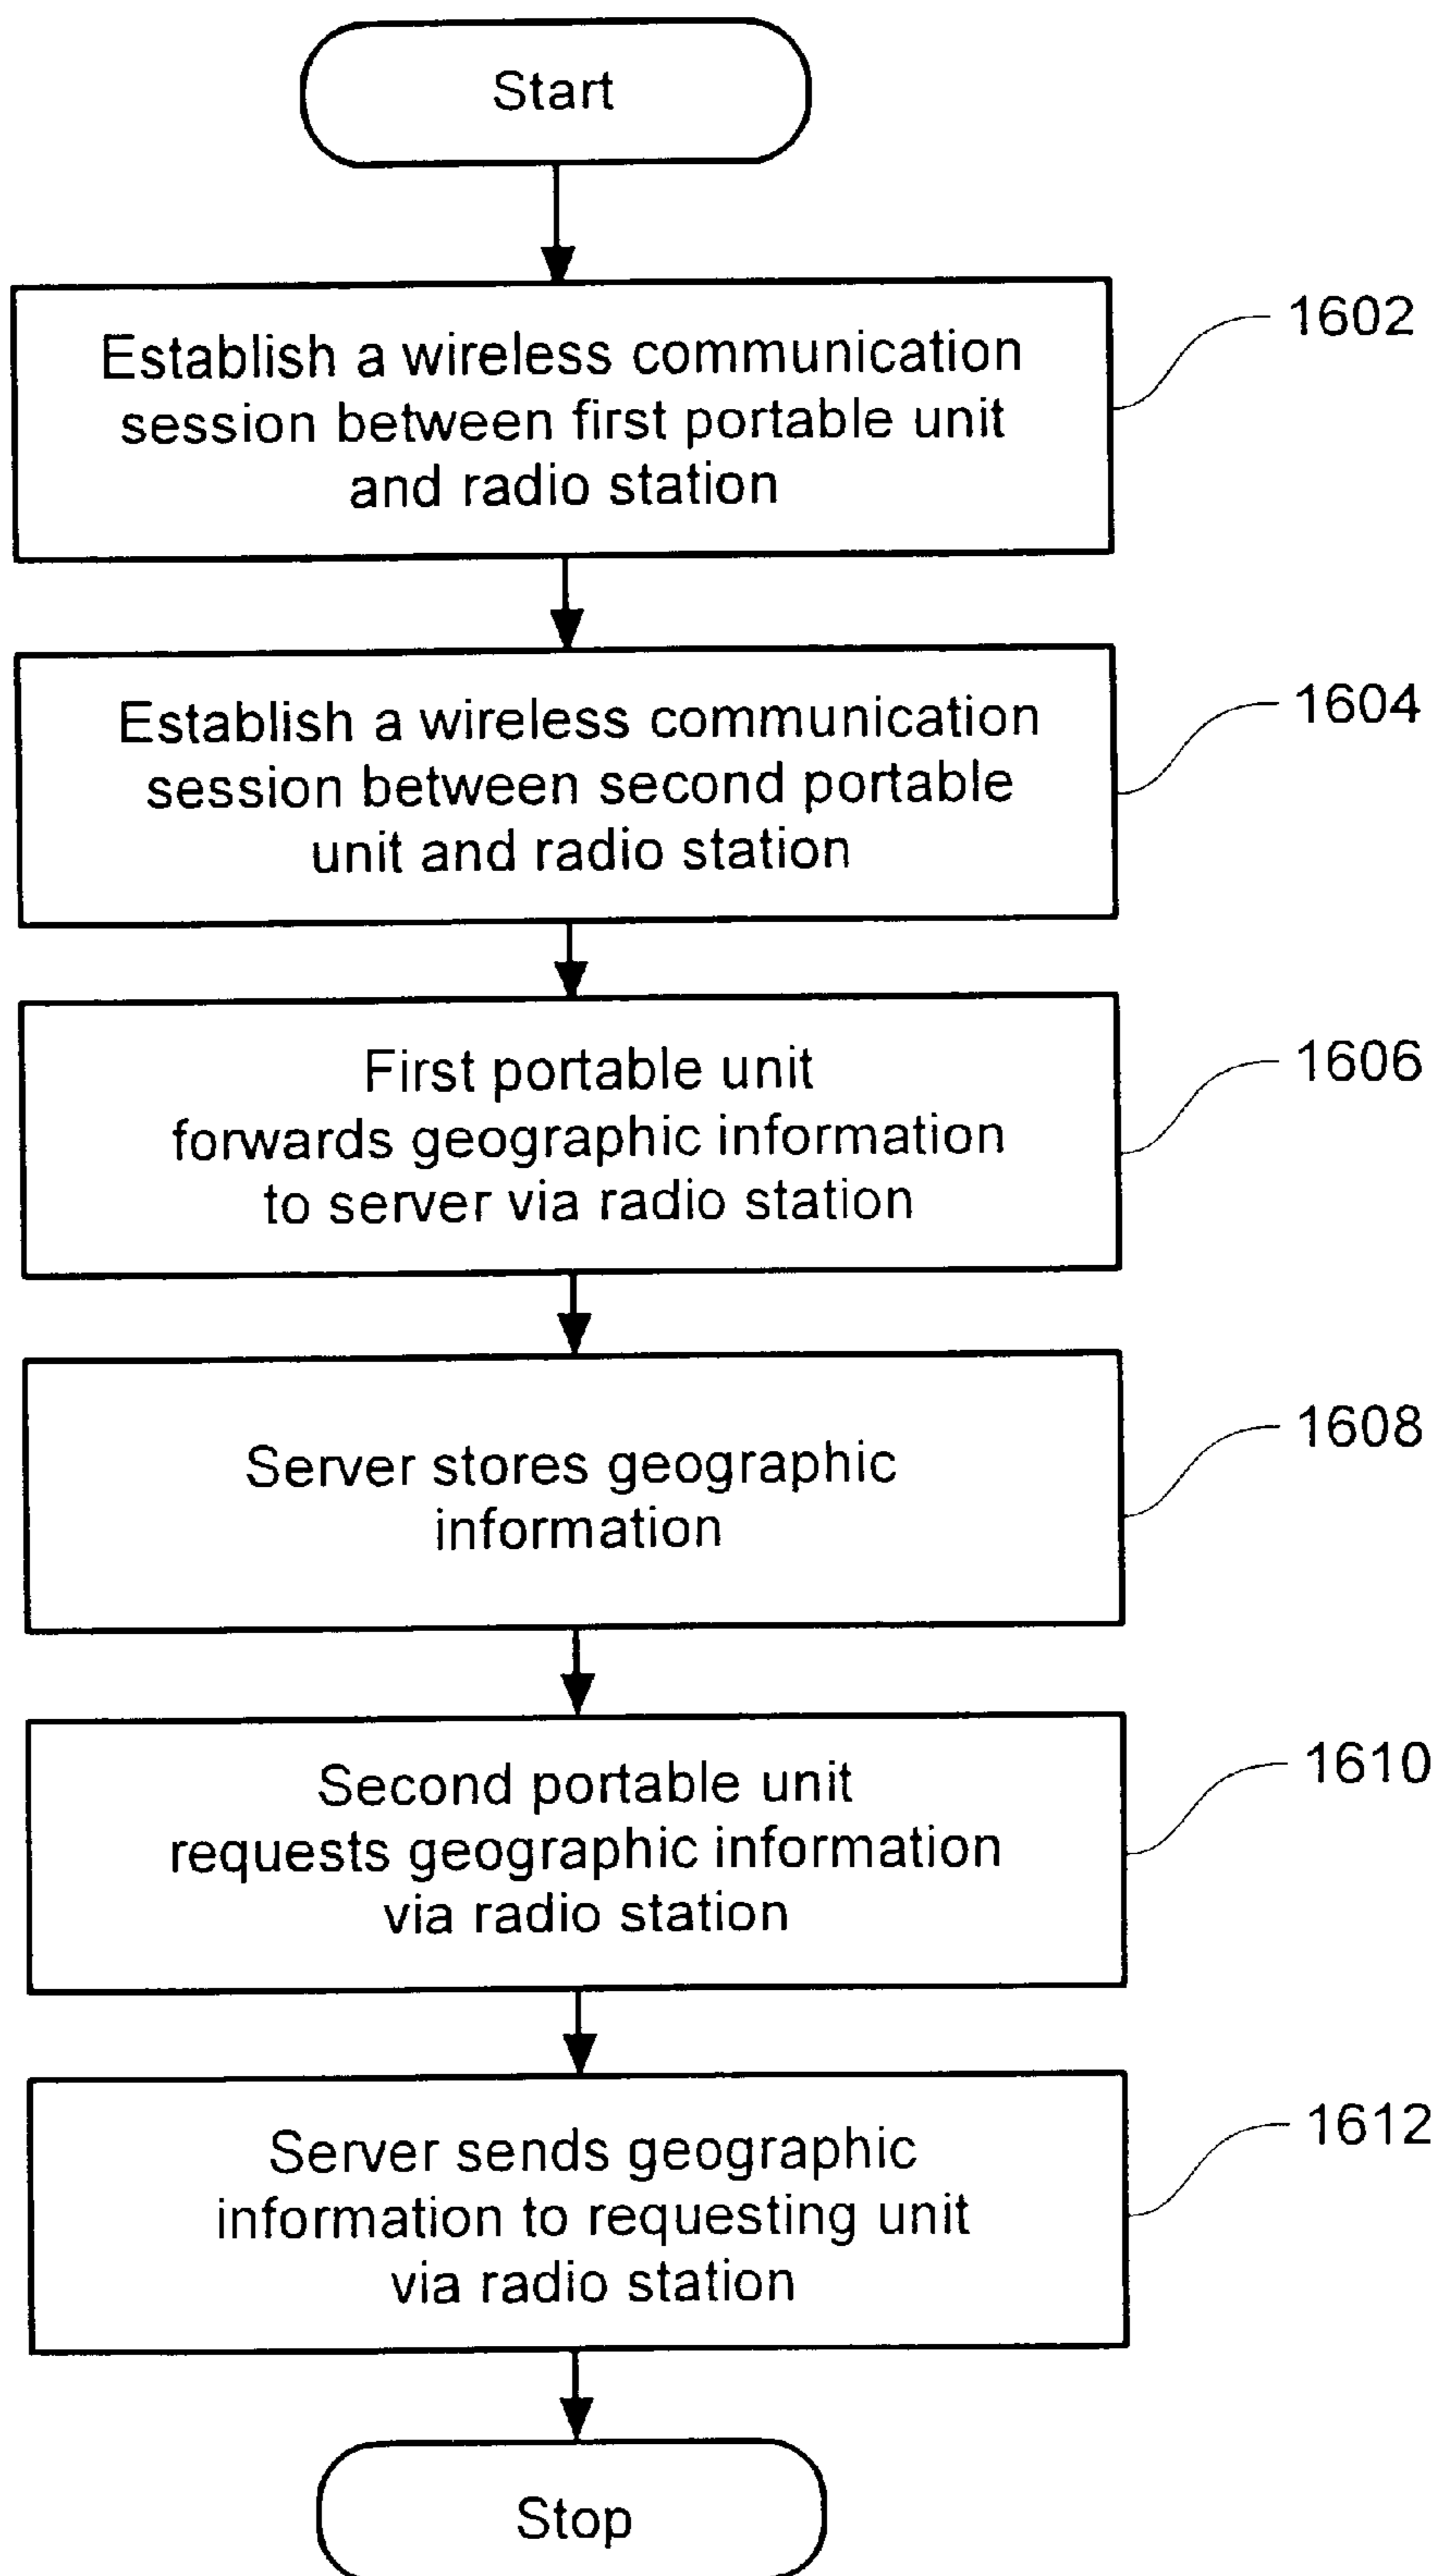 Start
Establish a wireless communication
session between first portable unit
and radio station
1602
Establish a wireless communication
session between second portable
unit and radio station
1604
First portable unit
forwards geographic information
to server via radio station
1606
Server stores geographic
information
1608
Second portable unit
requests geographic information
via radio station
1610
Server sends geographic
information to requesting unit
via radio station
1612
Stop